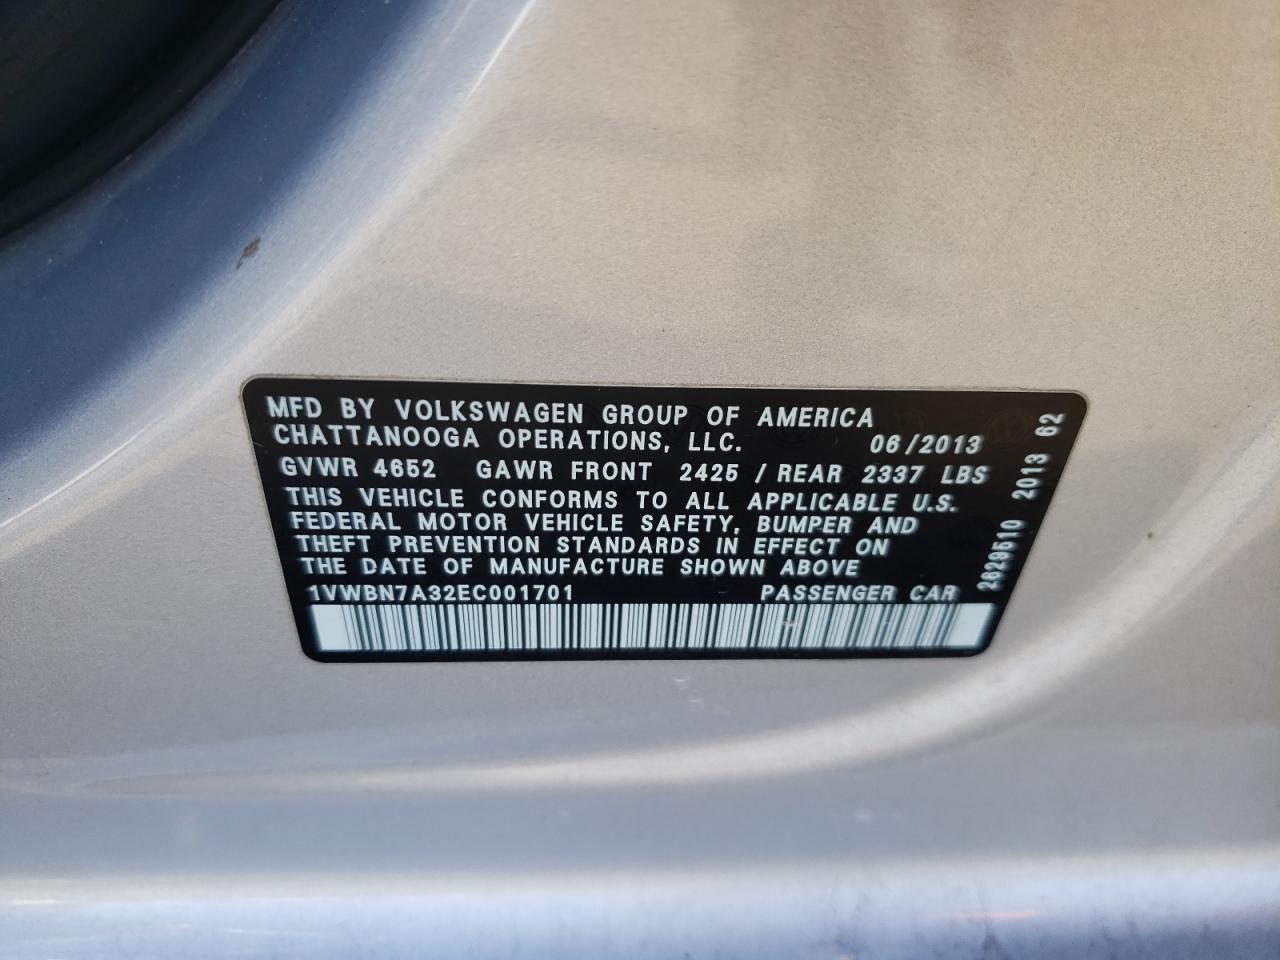 MFD BY VOLKSWAGEN GROUP OF AMERICA
CHATTANOOGA OPERATIONS, LLC. 06/2013
GVWR 4652 GAWR FRONT 2425 / REAR 2337 LBS
THIS VEHICLE CONFORMS TO ALL APPLICABLE U.S.
FEDERAL MOTOR VEHICLE SAFETY, BUMPER AND
THEFT PREVENTION STANDARDS IN EFFECT ON
THE DATE OF MANUFACTURE SHOWN ABOVE
1VWBN7A32EC001701 PASSENGER CAR
2629510 2013 62